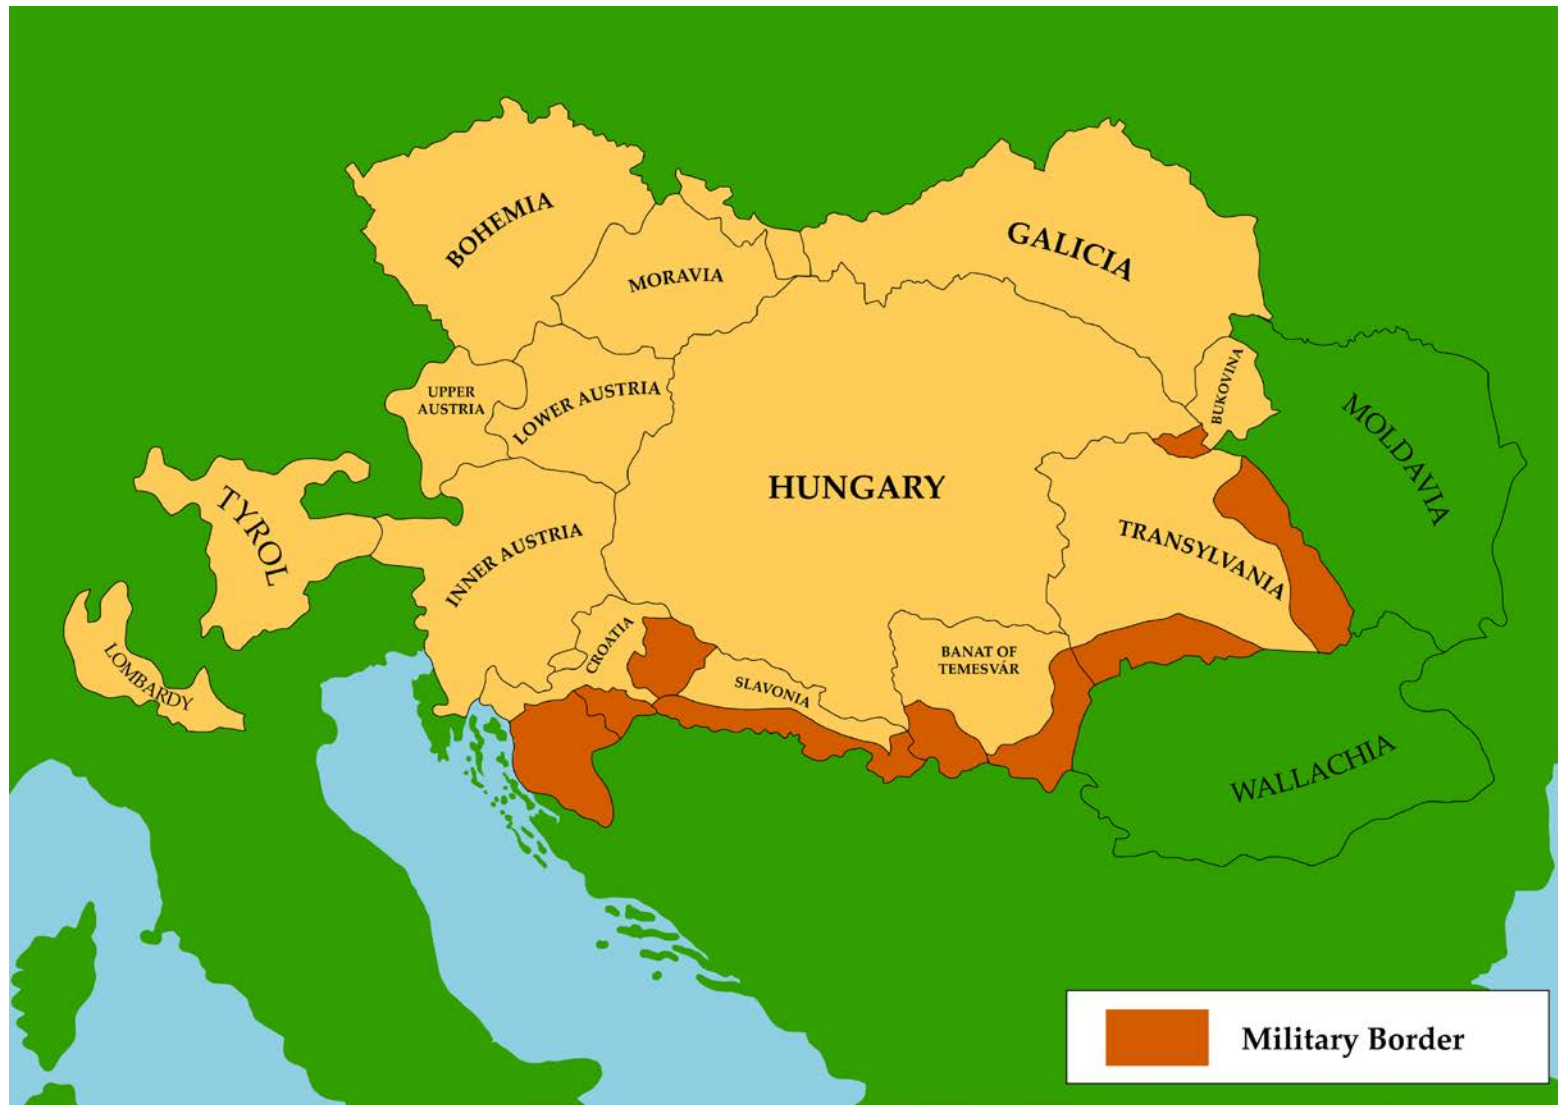 BOHEMIA
MORAVIA
GALICIA
UPPER
AUSTRIA
LOWER AUSTRIA
BUKOVINA
MOLDAVIA
HUNGARY
TYROL
INNER AUSTRIA
TRANSYLVANIA
LOMBARDY
CROATIA
BANAT OF
TEMESVÁR
SLAVONIA
WALLACHIA
Military Border